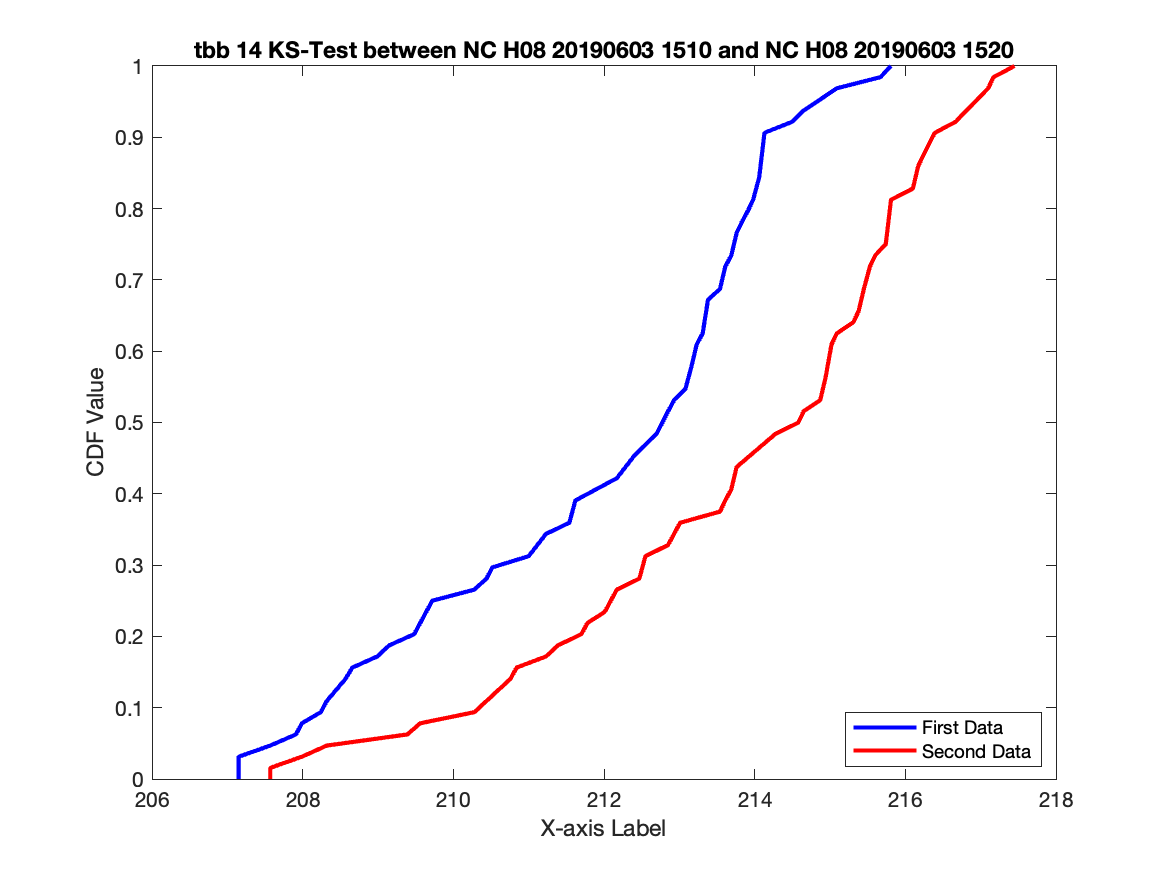 tbb 14 KS-Test between NC H08 20190603 1510 and NC H08 20190603 1520
1
0.9
0.8
0.7
0.6
0.5
0.4
0.3
0.2
0.1
0
CDF Value
First Data
Second Data
206 208 210 212 214 216 218
X-axis Label